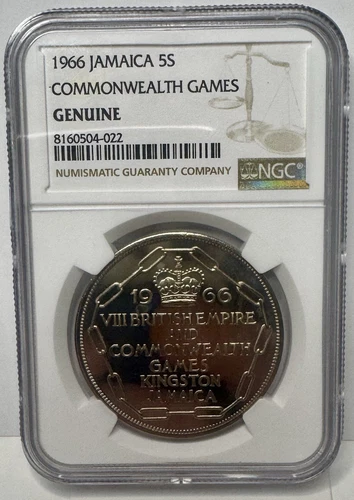 1966 JAMAICA 5S
COMMONWEALTH GAMES
GENUINE
8160504-022
NUMISMATIC GUARANTY COMPANY
NGC
19 66
VIII BRITISH EMPIRE
AND
COMMONWEALTH
GAMES
KINGSTON
JAMAICA